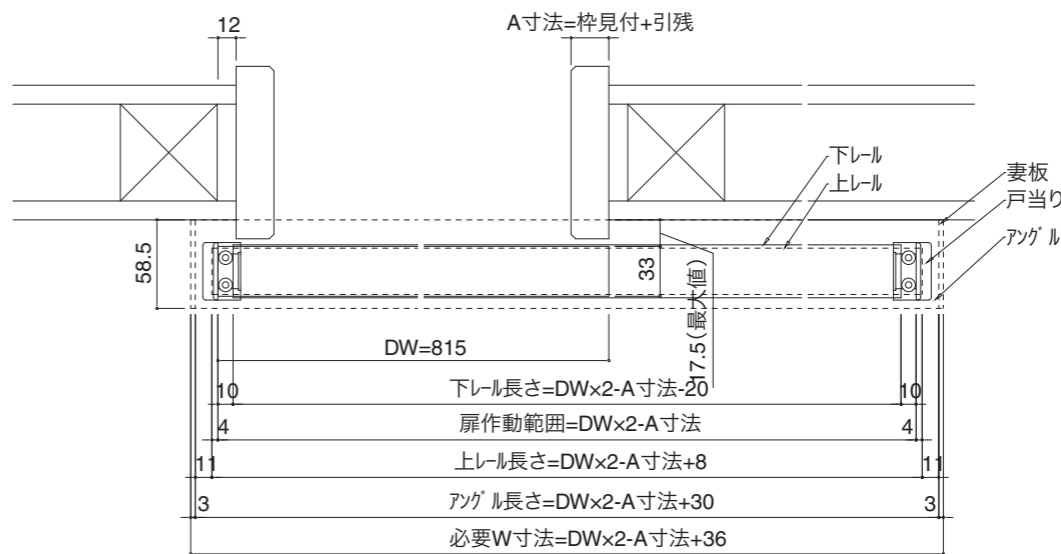 12
A寸法=枠見付+引残
下レール
上レール
妻板
戸当り
アングル
58.5
33
17.5(最大値)
DW=815
10
下レール長さ=DW×2-A寸法-20
10
4
扉作動範囲=DW×2-A寸法
4
11
上レール長さ=DW×2-A寸法+8
11
3
アングル長さ=DW×2-A寸法+30
3
必要W寸法=DW×2-A寸法+36